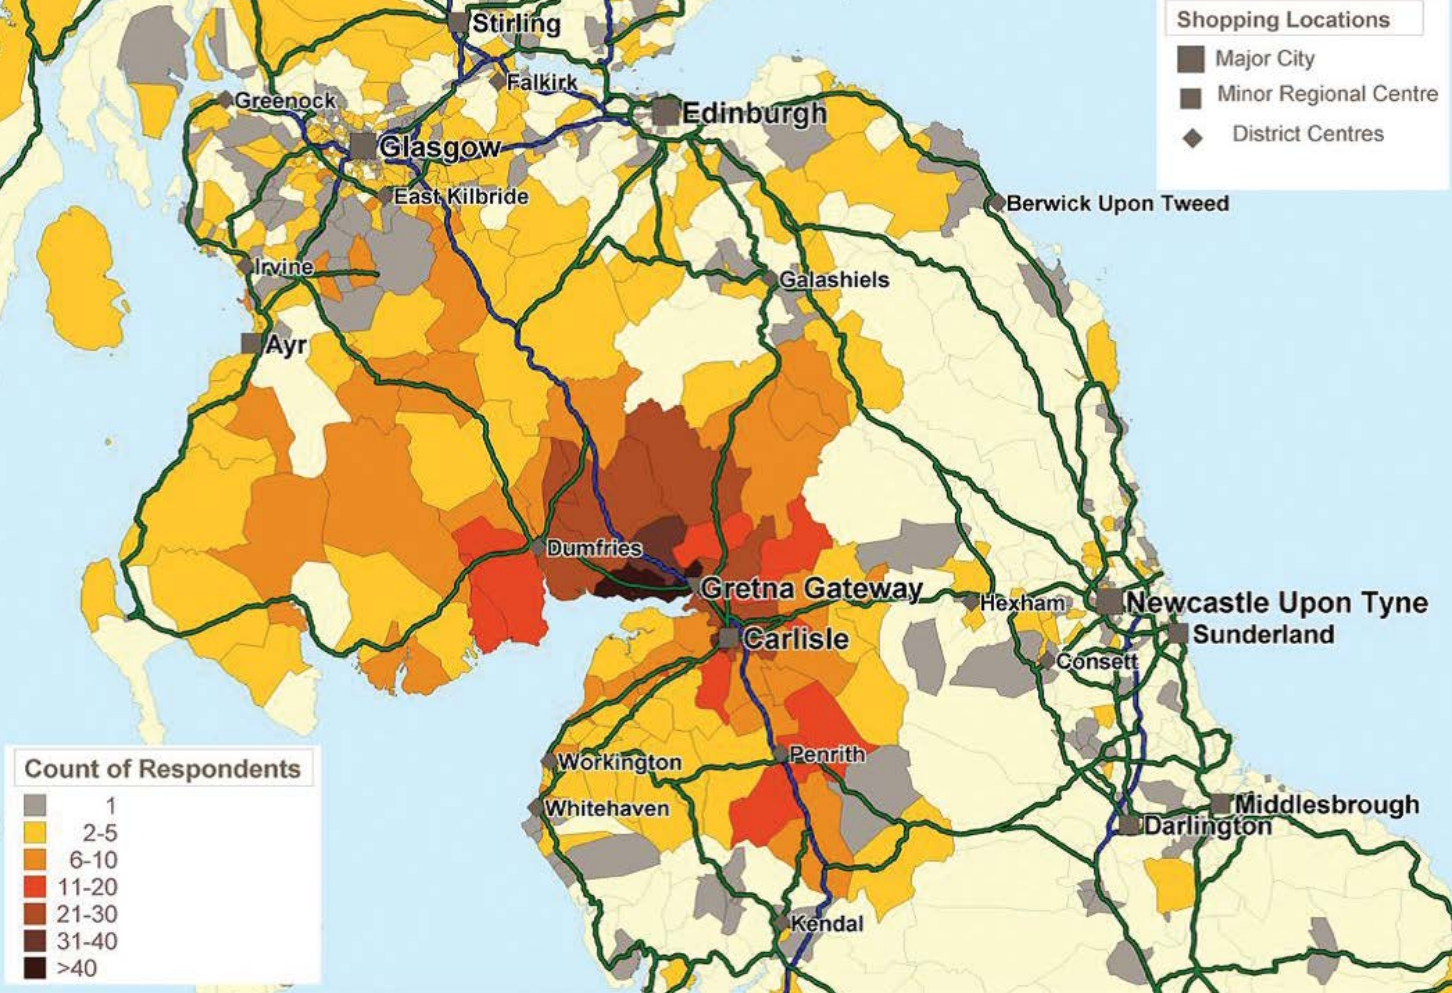 Shopping Locations
Major City
Minor Regional Centre
District Centres
Stirling
Falkirk
Greenock
Edinburgh
Glasgow
East Kilbride
Berwick Upon Tweed
Irvine
Galashiels
Ayr
Dumfries
Gretna Gateway
Hexham
Newcastle Upon Tyne
Carlisle
Sunderland
Consett
Workington
Penrith
Whitehaven
Middlesbrough
Darlington
Kendal
Count of Respondents
1
2-5
6-10
11-20
21-30
31-40
>40